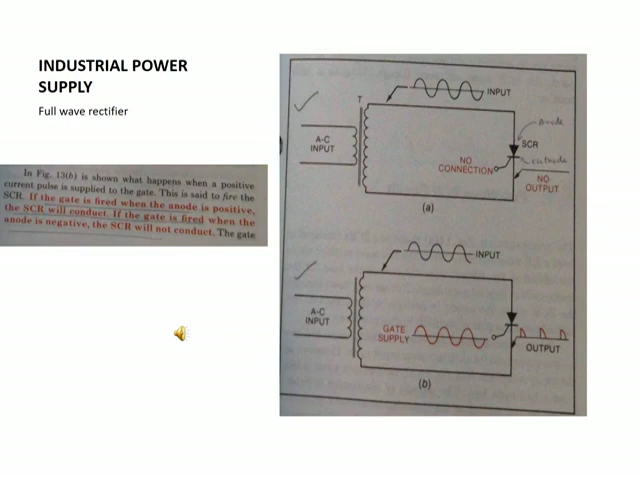 INDUSTRIAL POWER
SUPPLY
Full wave rectifier
In Fig. 13(b) is shown what happens when a positive
current pulse is supplied to the gate. This is said to fire the
SCR. If the gate is fired when the anode is positive,
the SCR will conduct. If the gate is fired when the
anode is negative, the SCR will not conduct. The gate
INPUT
T
anode
A-C
INPUT
SCR
cathode
NO
CONNECTION
NO
OUTPUT
(a)
INPUT
A-C
INPUT
GATE
SUPPLY
OUTPUT
(b)